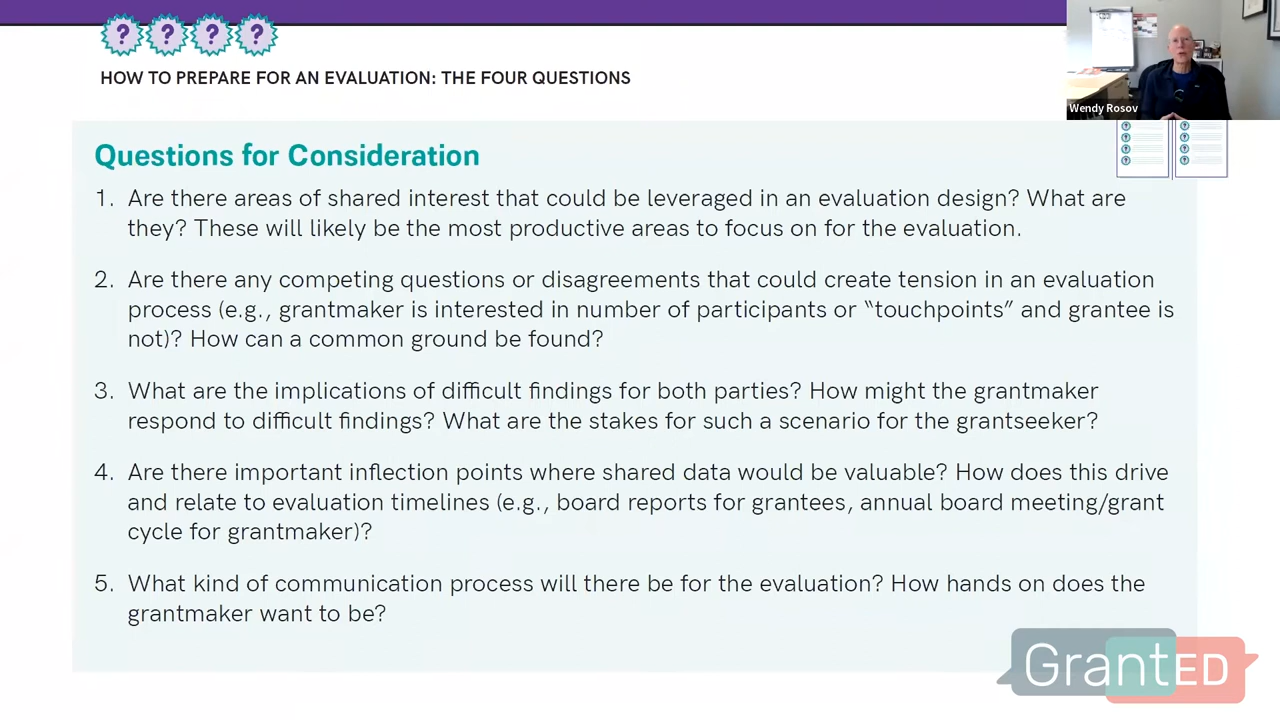 ? ? ? ?
HOW TO PREPARE FOR AN EVALUATION: THE FOUR QUESTIONS
Wendy Rosov
Questions for Consideration
1. Are there areas of shared interest that could be leveraged in an evaluation design? What are
they? These will likely be the most productive areas to focus on for the evaluation.
2. Are there any competing questions or disagreements that could create tension in an evaluation
process (e.g., grantmaker is interested in number of participants or “touchpoints” and grantee is
not)? How can a common ground be found?
3. What are the implications of difficult findings for both parties? How might the grantmaker
respond to difficult findings? What are the stakes for such a scenario for the grantseeker?
4. Are there important inflection points where shared data would be valuable? How does this drive
and relate to evaluation timelines (e.g., board reports for grantees, annual board meeting/grant
cycle for grantmaker)?
5. What kind of communication process will there be for the evaluation? How hands on does the
grantmaker want to be?
GrantED